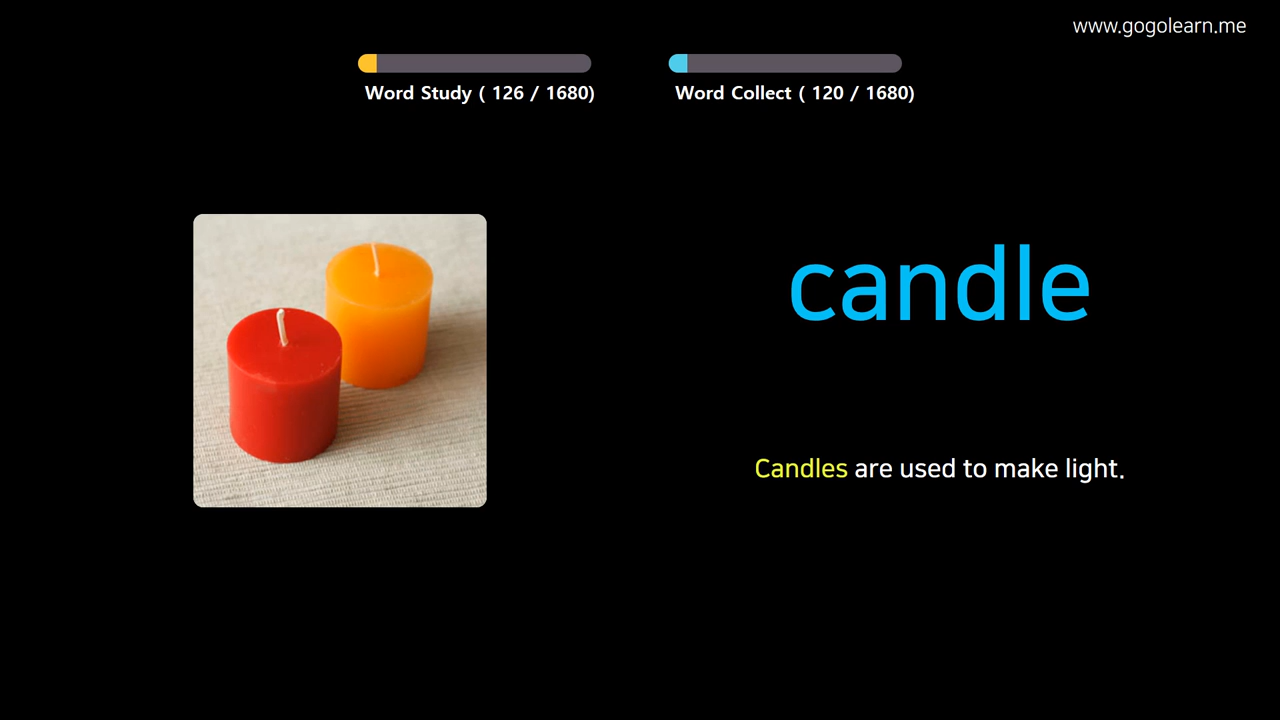 www.gogolearn.me
Word Study ( 126 / 1680)
Word Collect ( 120 / 1680)
candle
Candles are used to make light.